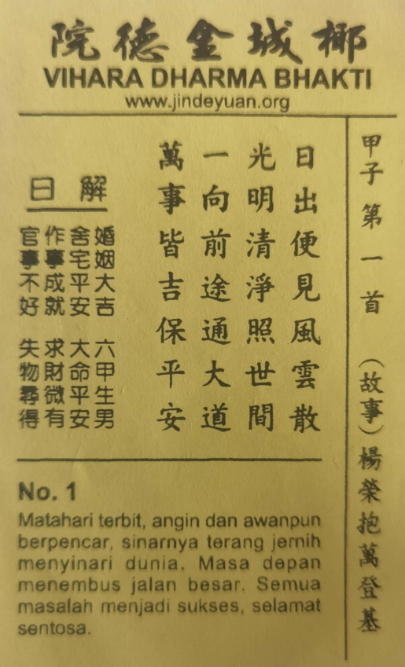 椰城金德院
VIHARA DHARMA BHAKTI
www.jindeyuan.org
甲子第一首 (故事)楊榮抱萬登基
日出便見風雲散
光明清淨照世間
一向前途通大道
萬事皆吉保平安
解曰
婚姻大吉 六甲生男
舍宅平安 大命平安
作事成就 求財微有
官事不好 失物尋得
No. 1
Matahari terbit, angin dan awanpun
berpencar, sinarnya terang jernih
menyinari dunia. Masa depan
menembus jalan besar. Semua
masalah menjadi sukses, selamat
sentosa.